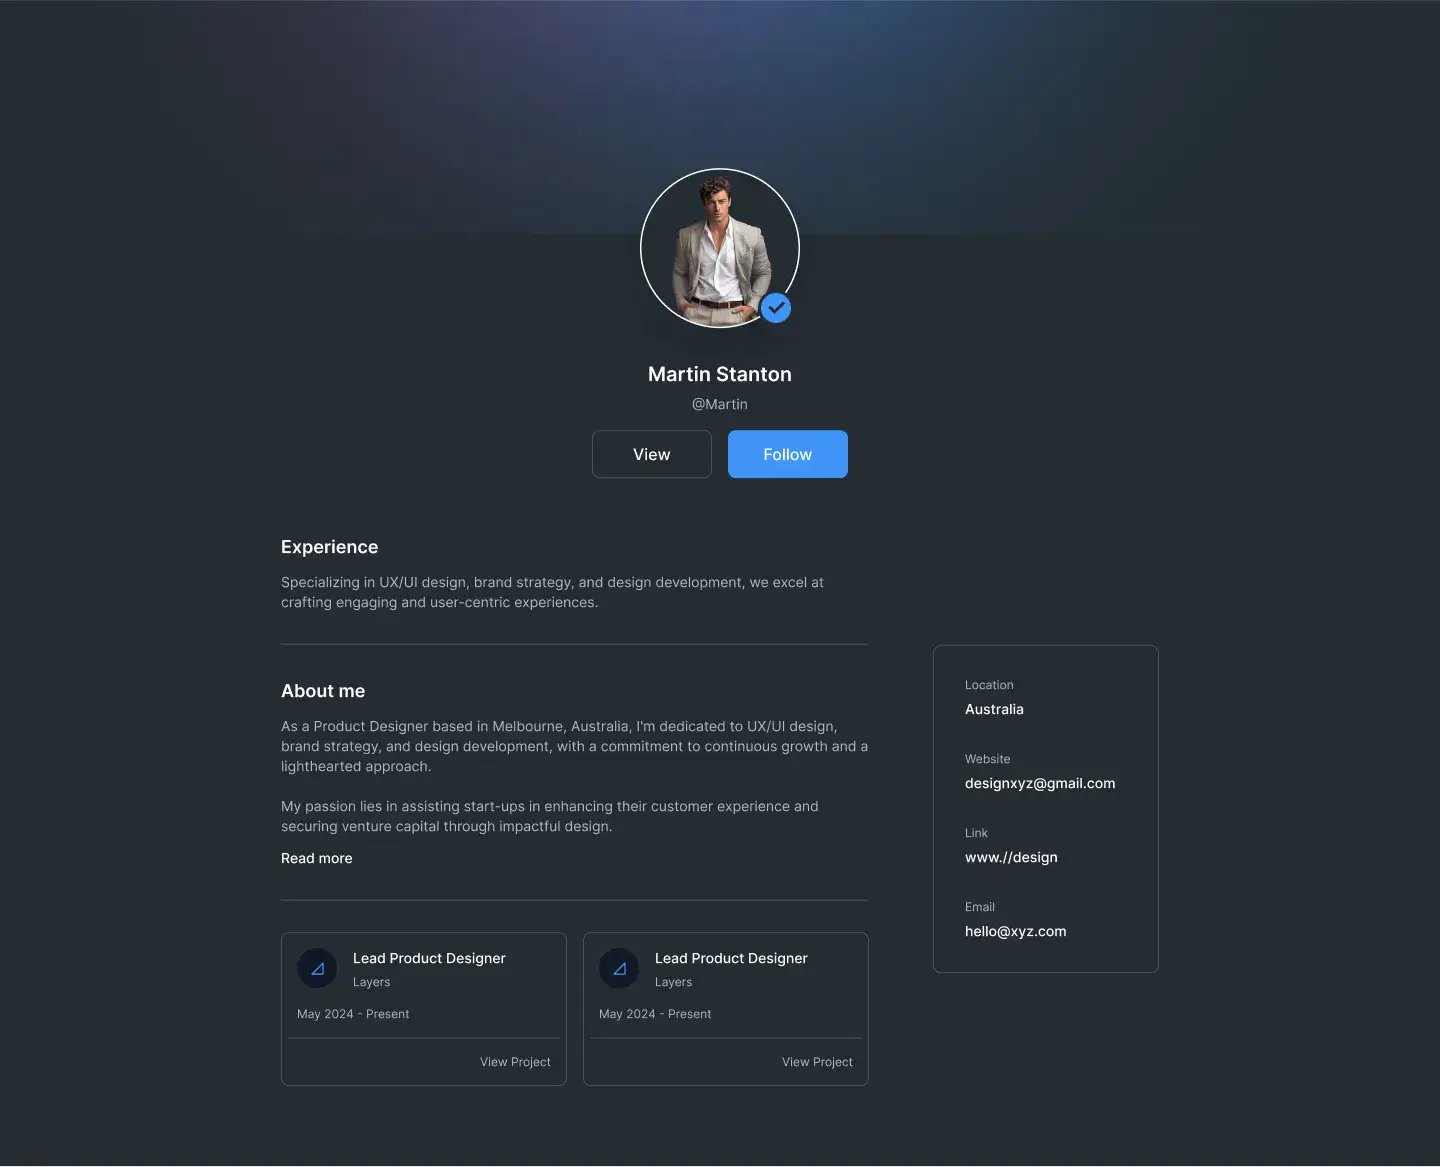 Martin Stanton
@Martin
View
Follow
Experience
Specializing in UX/UI design, brand strategy, and design development, we excel at
crafting engaging and user-centric experiences.
About me
As a Product Designer based in Melbourne, Australia, I'm dedicated to UX/UI design,
brand strategy, and design development, with a commitment to continuous growth and a
lighthearted approach.
My passion lies in assisting start-ups in enhancing their customer experience and
securing venture capital through impactful design.
Read more
Lead Product Designer
Layers
May 2024 - Present
View Project
Lead Product Designer
Layers
May 2024 - Present
View Project
Location
Australia
Website
designxyz@gmail.com
Link
www.//design
Email
hello@xyz.com